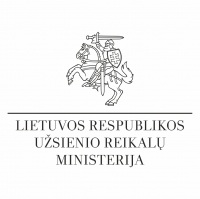 LIETUVOS RESPUBLIKOS
UŽSIENIO REIKALŲ
MINISTERIJA